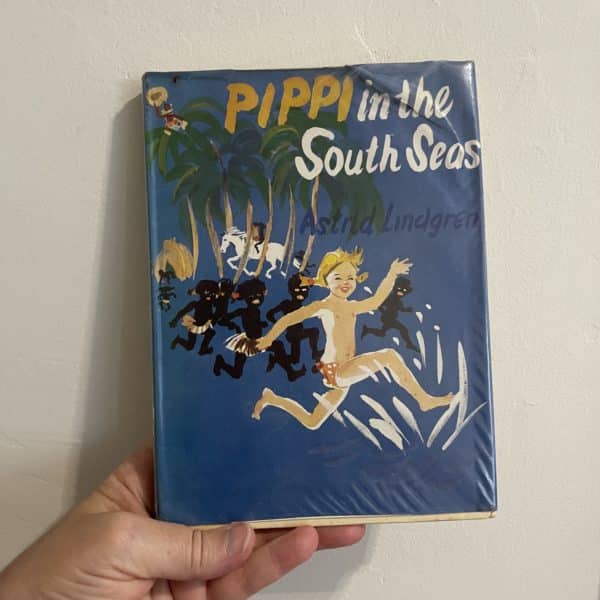 PIPPI in the
South Seas
Astrid Lindgren